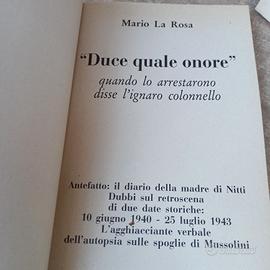 Mario La Rosa
“Duce quale onore”
quando lo arrestarono
disse l'ignaro colonnello
Antefatto: il diario della madre di Nitti
Dubbi sul retroscena
di due date storiche:
10 giugno 1940 - 25 luglio 1943
L'agghiacciante verbale
dell'autopsia sulle spoglie di Mussolini